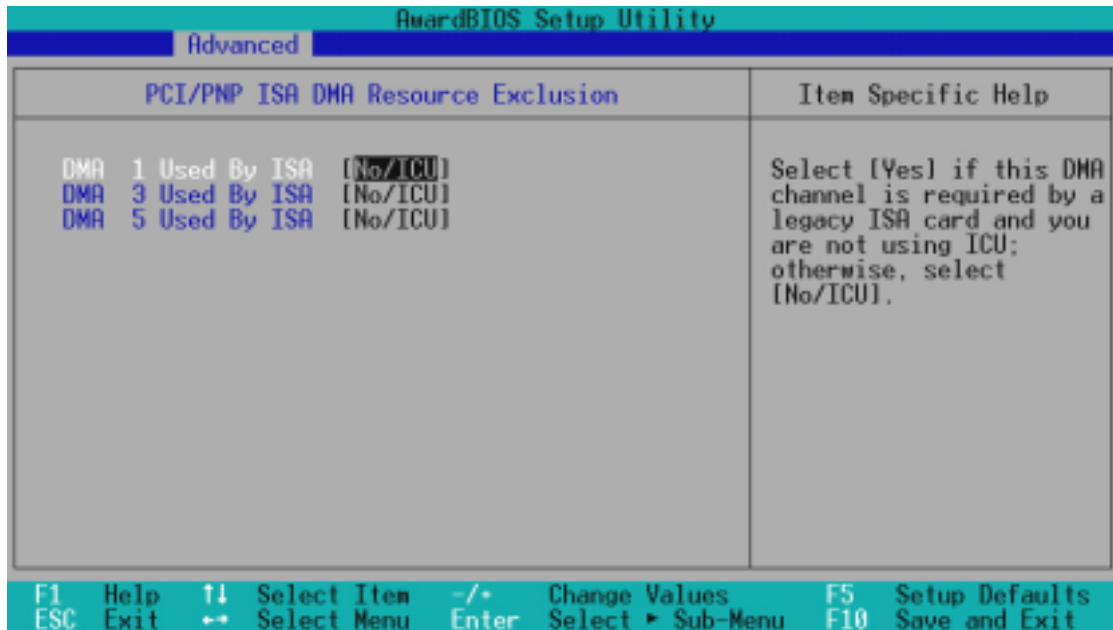 AwardBIOS Setup Utility
Advanced
PCI/PNP ISA DMA Resource Exclusion
Item Specific Help
DMA 1 Used By ISA [No/ICU]
DMA 3 Used By ISA [No/ICU]
DMA 5 Used By ISA [No/ICU]
Select [Yes] if this DMA
channel is required by a
legacy ISA card and you
are not using ICU;
otherwise, select
[No/ICU].
F1 Help ↑↓ Select Item -/+ Change Values F5 Setup Defaults
ESC Exit ←→ Select Menu Enter Select ► Sub-Menu F10 Save and Exit